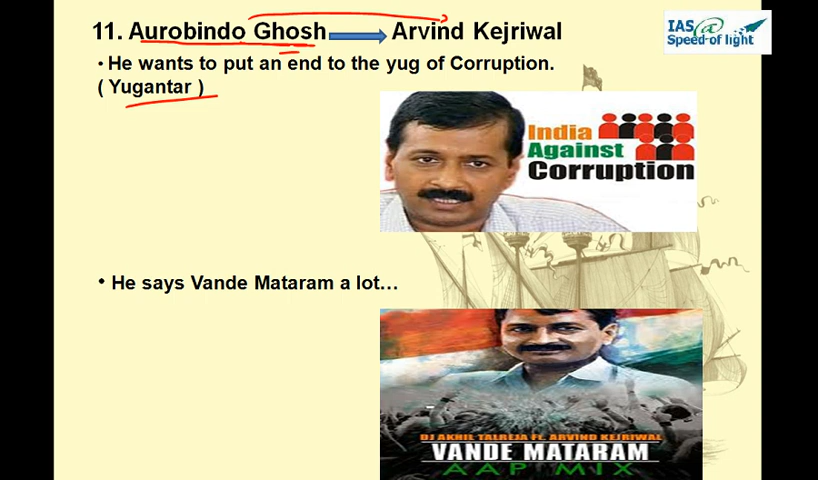 11. Aurobindo Ghosh Arvind Kejriwal
IAS@
Speed of light
• He wants to put an end to the yug of Corruption.
( Yugantar )
India
Against
Corruption
• He says Vande Mataram a lot...
DJ AKHIL TALREJA FT. ARVIND KEJRIWAL
VANDE MATARAM
AAP MIX